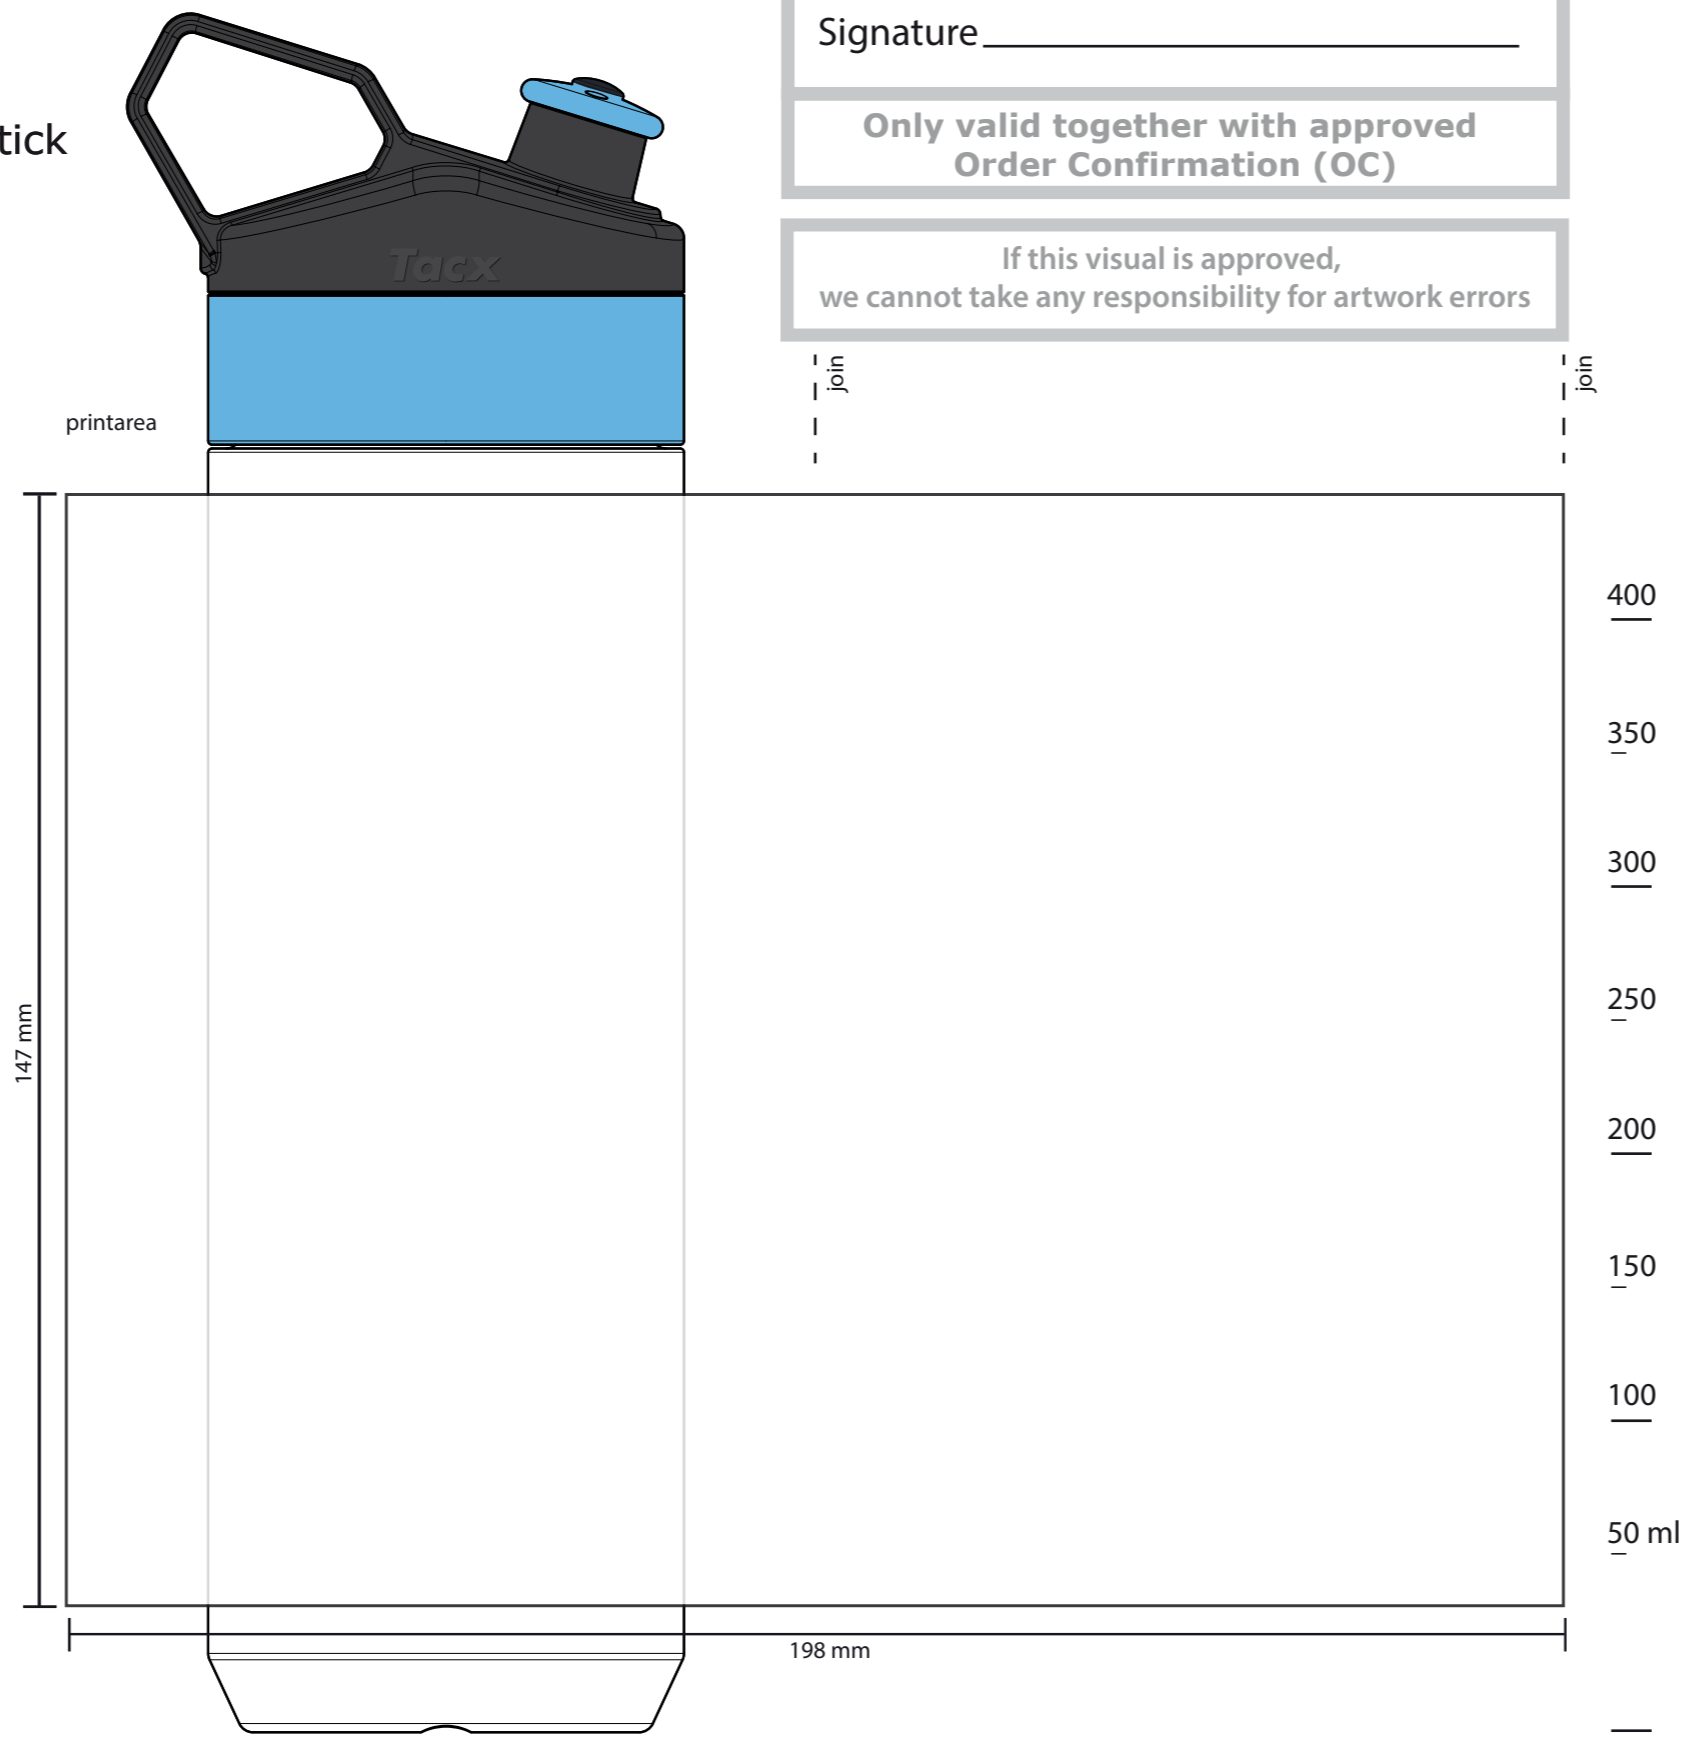 Signature
tick
Only valid together with approved
Order Confirmation (OC)
Tacx
If this visual is approved,
we cannot take any responsibility for artwork errors
join
join
printarea
400
350
300
250
147 mm
200
150
100
50 ml
198 mm